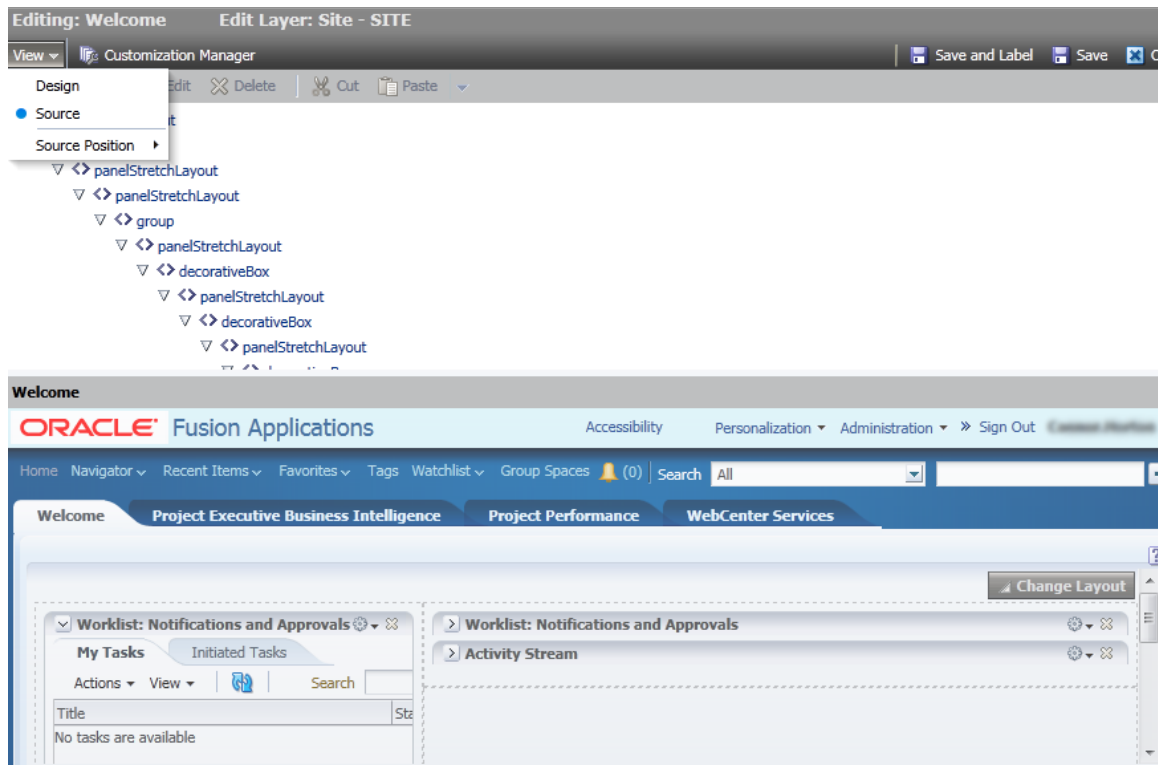 Editing: Welcome Edit Layer: Site - SITE
View Customization Manager Save and Label Save
Design Delete Cut Paste
Source
Source Position
panelStretchLayout
panelStretchLayout
group
panelStretchLayout
decorativeBox
panelStretchLayout
decorativeBox
panelStretchLayout
Welcome
ORACLE Fusion Applications Accessibility Personalization Administration Sign Out
Home Navigator Recent Items Favorites Tags Watchlist Group Spaces (0) Search All
Welcome Project Executive Business Intelligence Project Performance WebCenter Services
Change Layout
Worklist: Notifications and Approvals Worklist: Notifications and Approvals
My Tasks Initiated Tasks Activity Stream
Actions View Search
Title Sta
No tasks are available